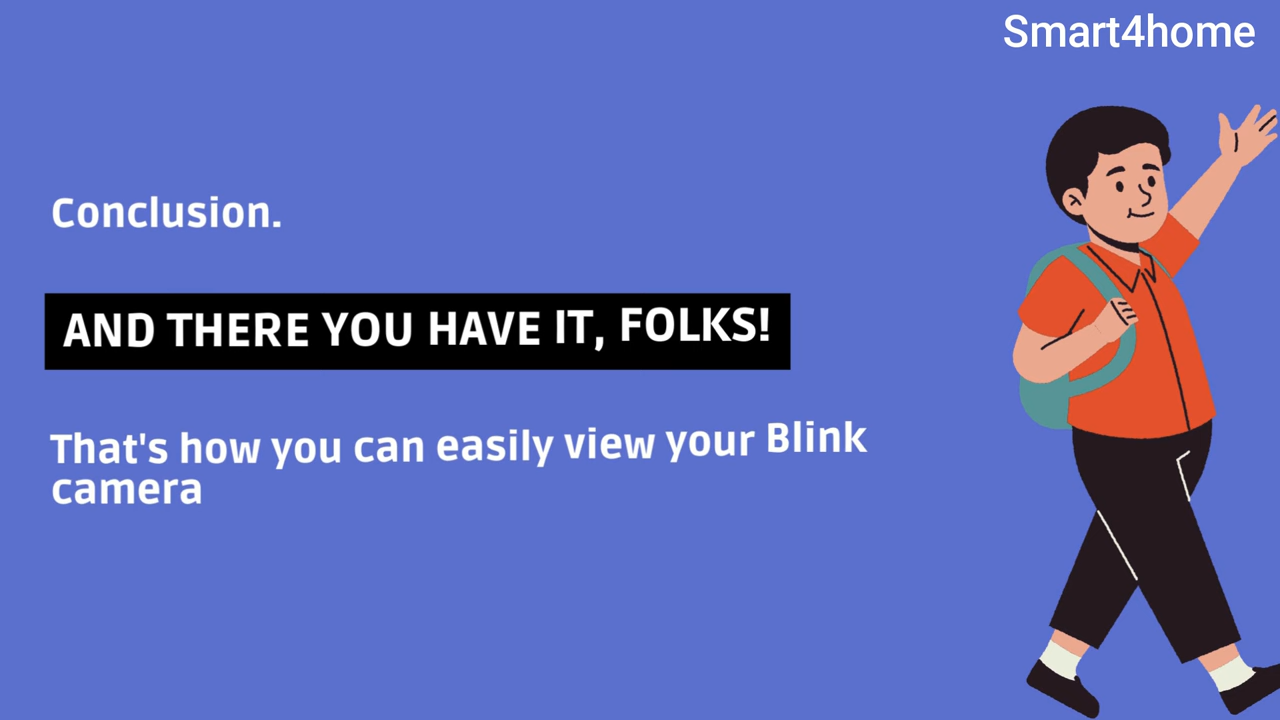 Smart4home
Conclusion.
AND THERE YOU HAVE IT, FOLKS!
That's how you can easily view your Blink
camera